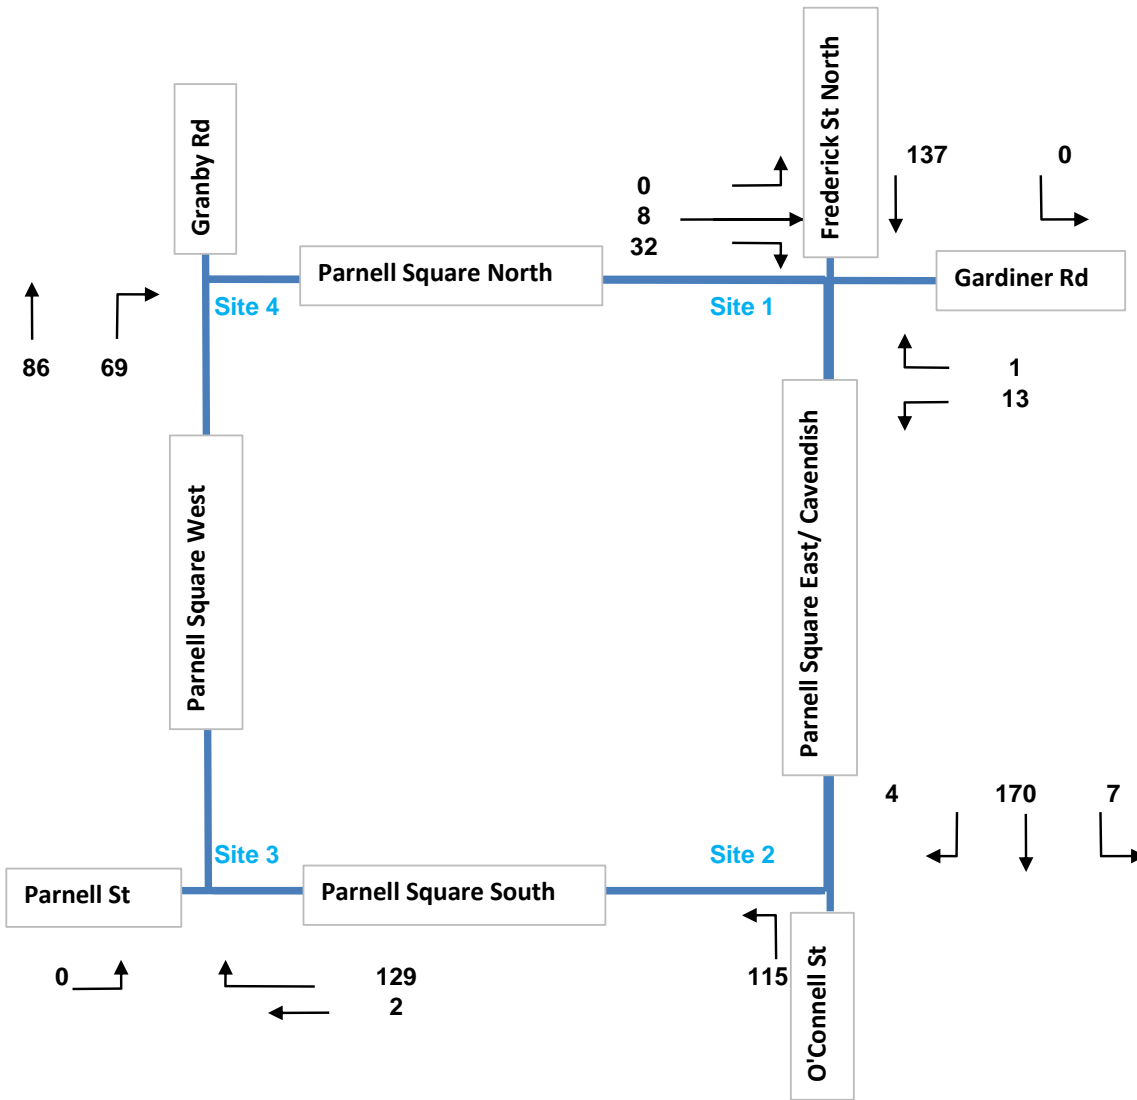 Frederick St North
Granby Rd
137
0
0
8
32
Parnell Square North
Gardiner Rd
Site 4
Site 1
86
69
1
13
Parnell Square West
Parnell Square East/ Cavendish
4
170
7
Site 3
Site 2
Parnell St
Parnell Square South
0
129
2
115
O'Connell St